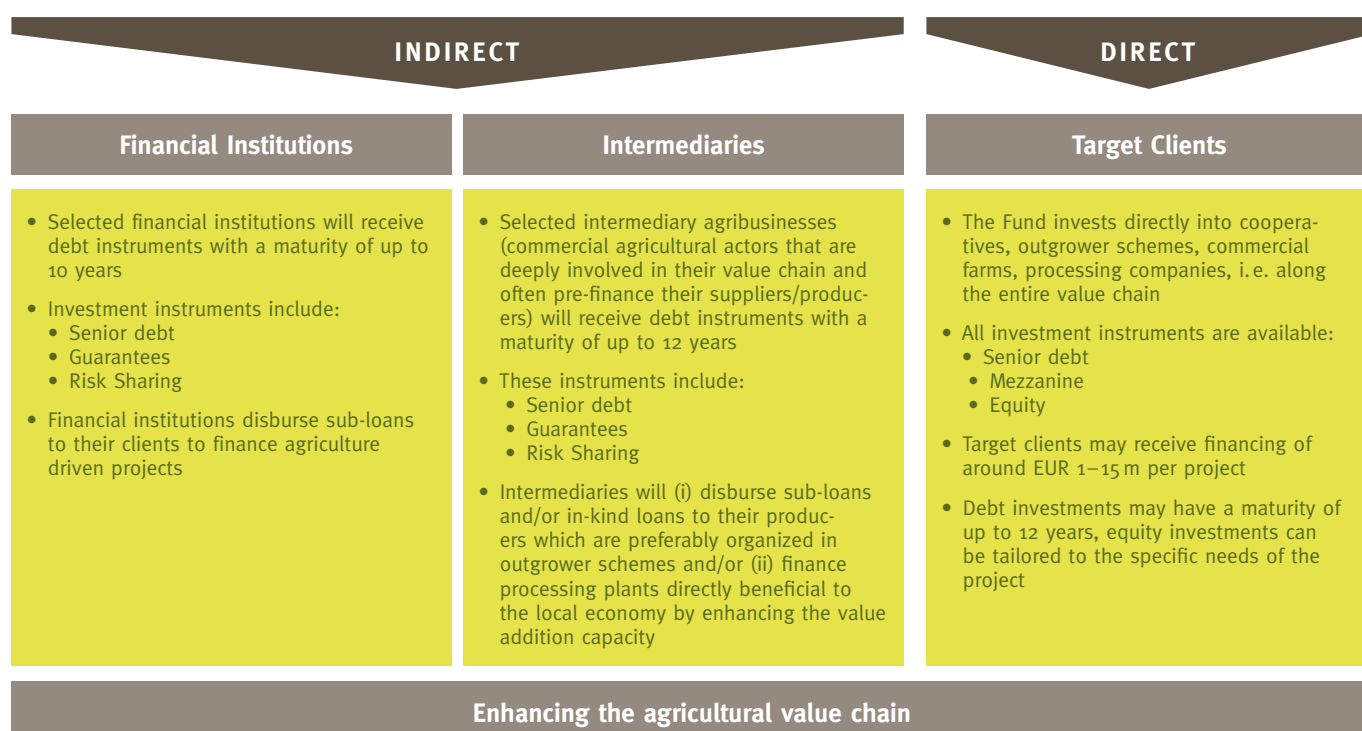 INDIRECT
DIRECT
Financial Institutions
• Selected financial institutions will receive
debt instruments with a maturity of up to
10 years
• Investment instruments include:
• Senior debt
• Guarantees
• Risk Sharing
• Financial institutions disburse sub-loans
to their clients to finance agriculture
driven projects
Intermediaries
• Selected intermediary agribusinesses
(commercial agricultural actors that are
deeply involved in their value chain and
often pre-finance their suppliers/produc-
ers) will receive debt instruments with a
maturity of up to 12 years
• These instruments include:
• Senior debt
• Guarantees
• Risk Sharing
• Intermediaries will (i) disburse sub-loans
and/or in-kind loans to their produc-
ers which are preferably organized in
outgrower schemes and/or (ii) finance
processing plants directly beneficial to
the local economy by enhancing the value
addition capacity
Target Clients
• The Fund invests directly into coopera-
tives, outgrower schemes, commercial
farms, processing companies, i. e. along
the entire value chain
• All investment instruments are available:
• Senior debt
• Mezzanine
• Equity
• Target clients may receive financing of
around EUR 1–15 m per project
• Debt investments may have a maturity of
up to 12 years, equity investments can
be tailored to the specific needs of the
project
Enhancing the agricultural value chain